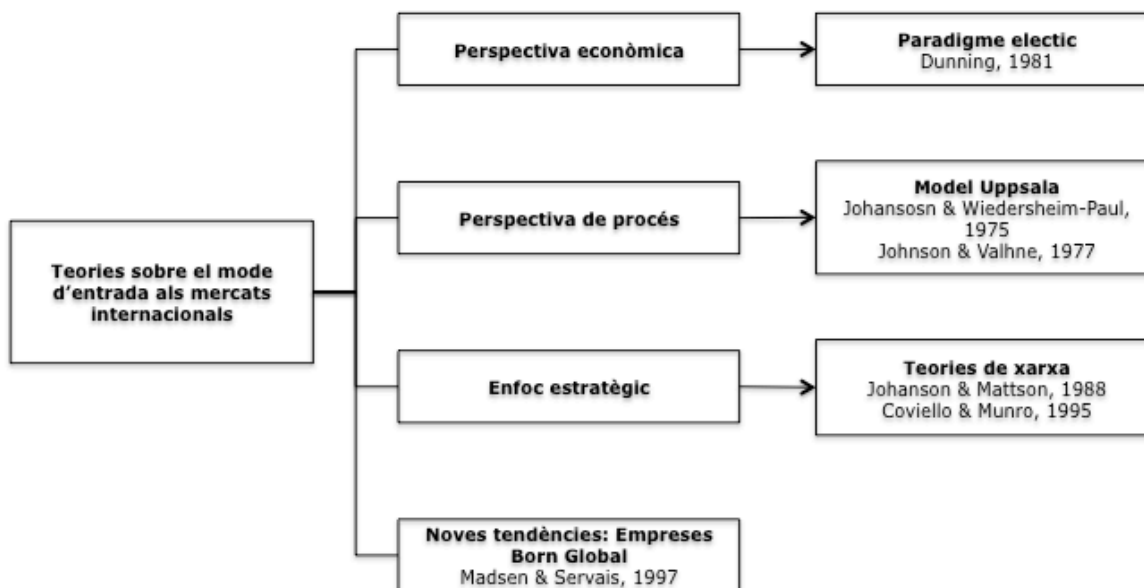 Perspectiva econòmica
Paradigme electic
Dunning, 1981
Perspectiva de procés
Model Uppsala
Johansosn & Wiedersheim-Paul,
1975
Johnson & Valhne, 1977
Teories sobre el mode
d'entrada als mercats
internacionals
Enfoc estratègic
Teories de xarxa
Johanson & Mattson, 1988
Coviello & Munro, 1995
Noves tendències: Empreses
Born Global
Madsen & Servais, 1997